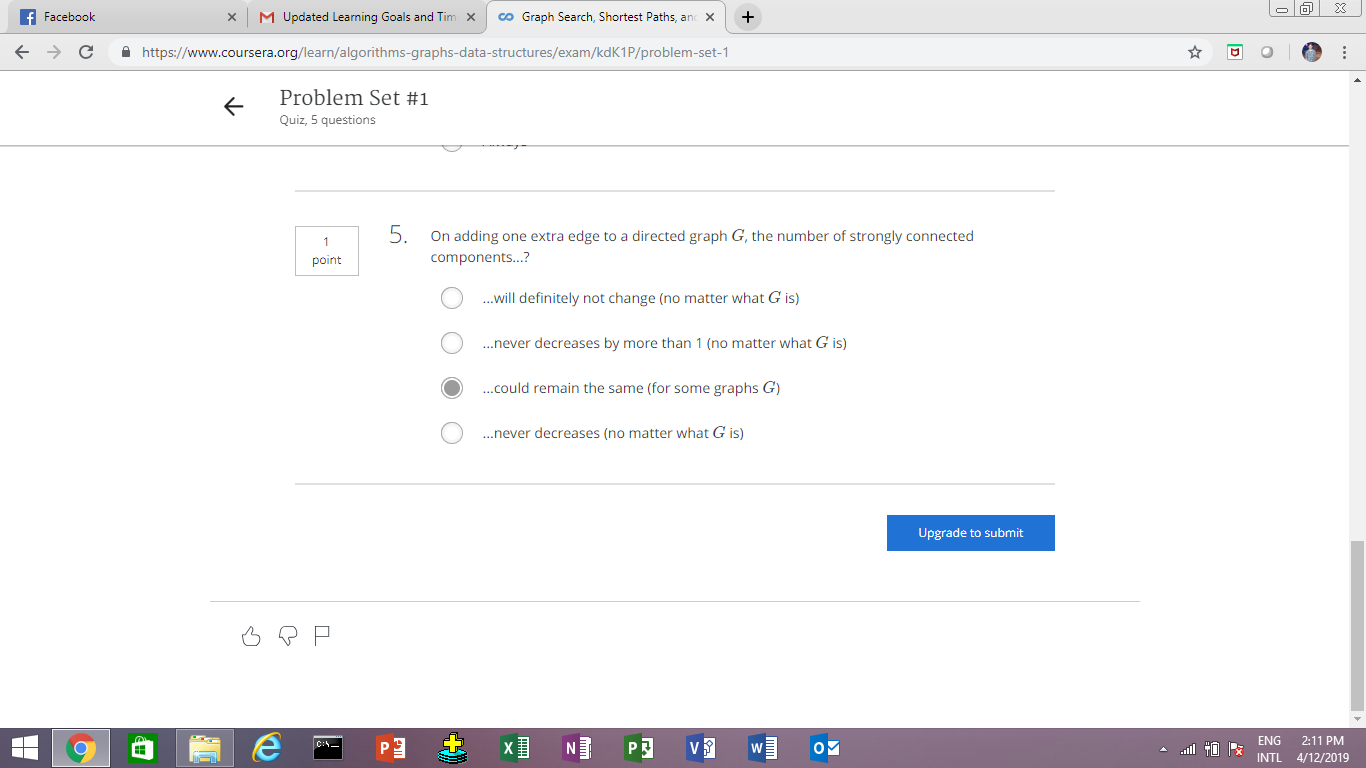 Facebook
Updated Learning Goals and Tim
Graph Search, Shortest Paths, an
https://www.coursera.org/learn/algorithms-graphs-data-structures/exam/kdK1P/problem-set-1
Problem Set #1
Quiz, 5 questions
1
point
5.
On adding one extra edge to a directed graph G, the number of strongly connected
components...?
...will definitely not change (no matter what G is)
...never decreases by more than 1 (no matter what G is)
...could remain the same (for some graphs G)
...never decreases (no matter what G is)
Upgrade to submit
ENG
INTL
2:11 PM
4/12/2019